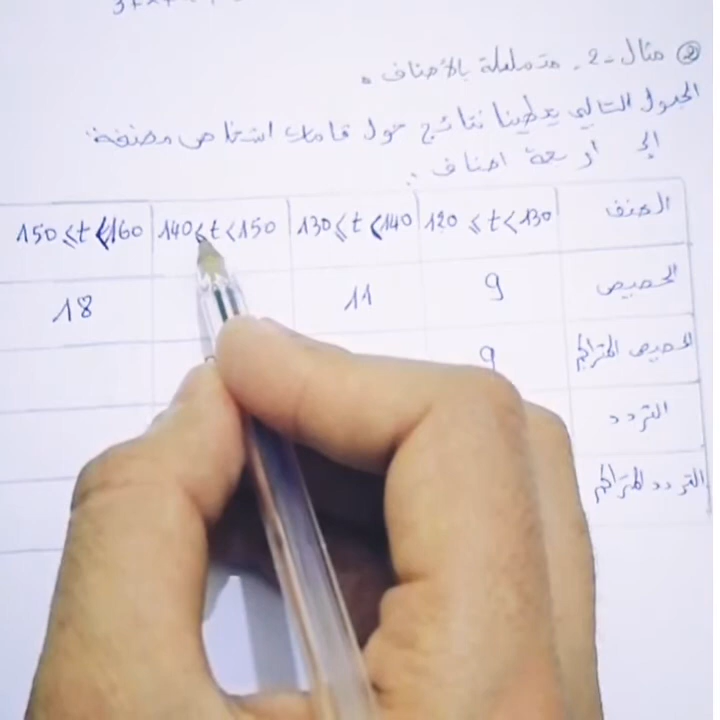 ② مثال -2- متسلسلة بالأصناف .
الجدول التالي يعطينا نتائج حول قامات اشخاص مصنفة
إلى أربعة اصناف :
الصنف 120 ⩽ t < 130 130 ⩽ t < 140 140 ⩽ t < 150 150 ⩽ t < 160
الحصيص 9 11 18
الحصيص المتراكم 9
التردد
التردد المتراكم